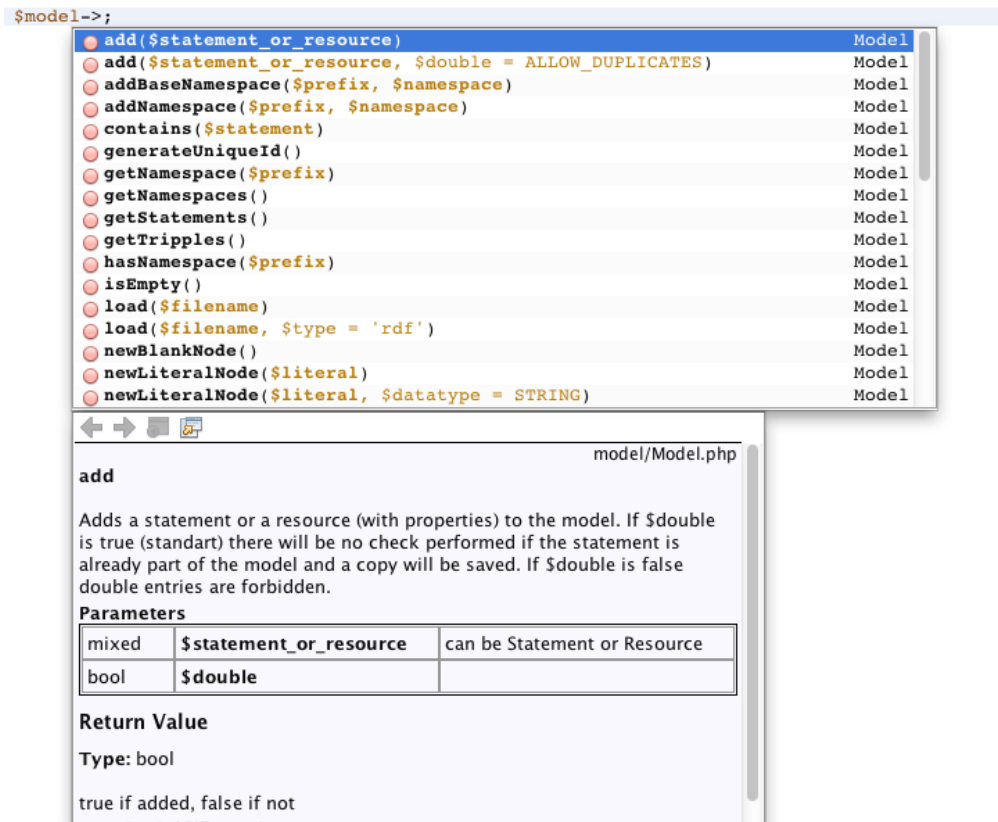 $model->;
add($statement_or_resource) Model
add($statement_or_resource, $double = ALLOW_DUPLICATES) Model
addBaseNamespace($prefix, $namespace) Model
addNamespace($prefix, $namespace) Model
contains($statement) Model
generateUniqueId() Model
getNamespace($prefix) Model
getNamespaces() Model
getStatements() Model
getTripples() Model
hasNamespace($prefix) Model
isEmpty() Model
load($filename) Model
load($filename, $type = 'rdf') Model
newBlankNode() Model
newLiteralNode($literal) Model
newLiteralNode($literal, $datatype = STRING) Model
model/Model.php
add
Adds a statement or a resource (with properties) to the model. If $double
is true (standart) there will be no check performed if the statement is
already part of the model and a copy will be saved. If $double is false
double entries are forbidden.
Parameters
mixed $statement_or_resource can be Statement or Resource
bool $double
Return Value
Type: bool
true if added, false if not